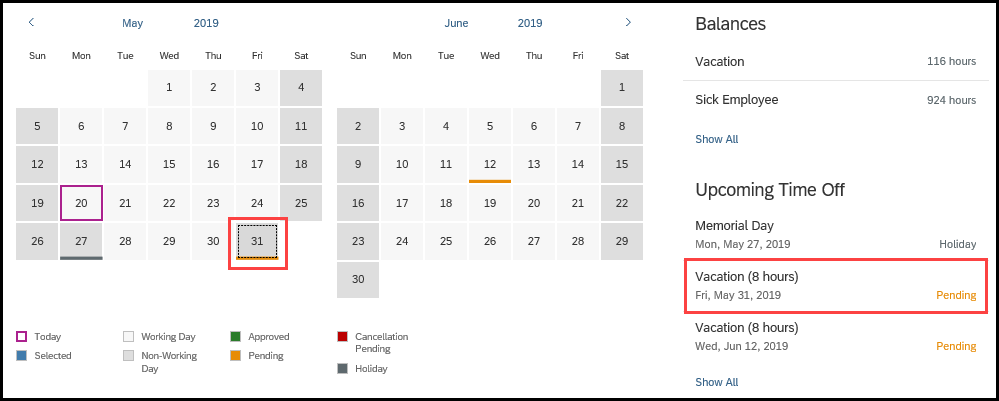 May 2019
Sun Mon Tue Wed Thu Fri Sat
1 2 3 4
5 6 7 8 9 10 11
12 13 14 15 16 17 18
19 20 21 22 23 24 25
26 27 28 29 30 31
June 2019
Sun Mon Tue Wed Thu Fri Sat
1
2 3 4 5 6 7 8
9 10 11 12 13 14 15
16 17 18 19 20 21 22
23 24 25 26 27 28 29
30
Today
Selected
Working Day
Non-Working
Day
Approved
Pending
Cancellation
Pending
Holiday
Balances
Vacation 116 hours
Sick Employee 924 hours
Show All
Upcoming Time Off
Memorial Day
Mon, May 27, 2019 Holiday
Vacation (8 hours)
Fri, May 31, 2019 Pending
Vacation (8 hours)
Wed, Jun 12, 2019 Pending
Show All